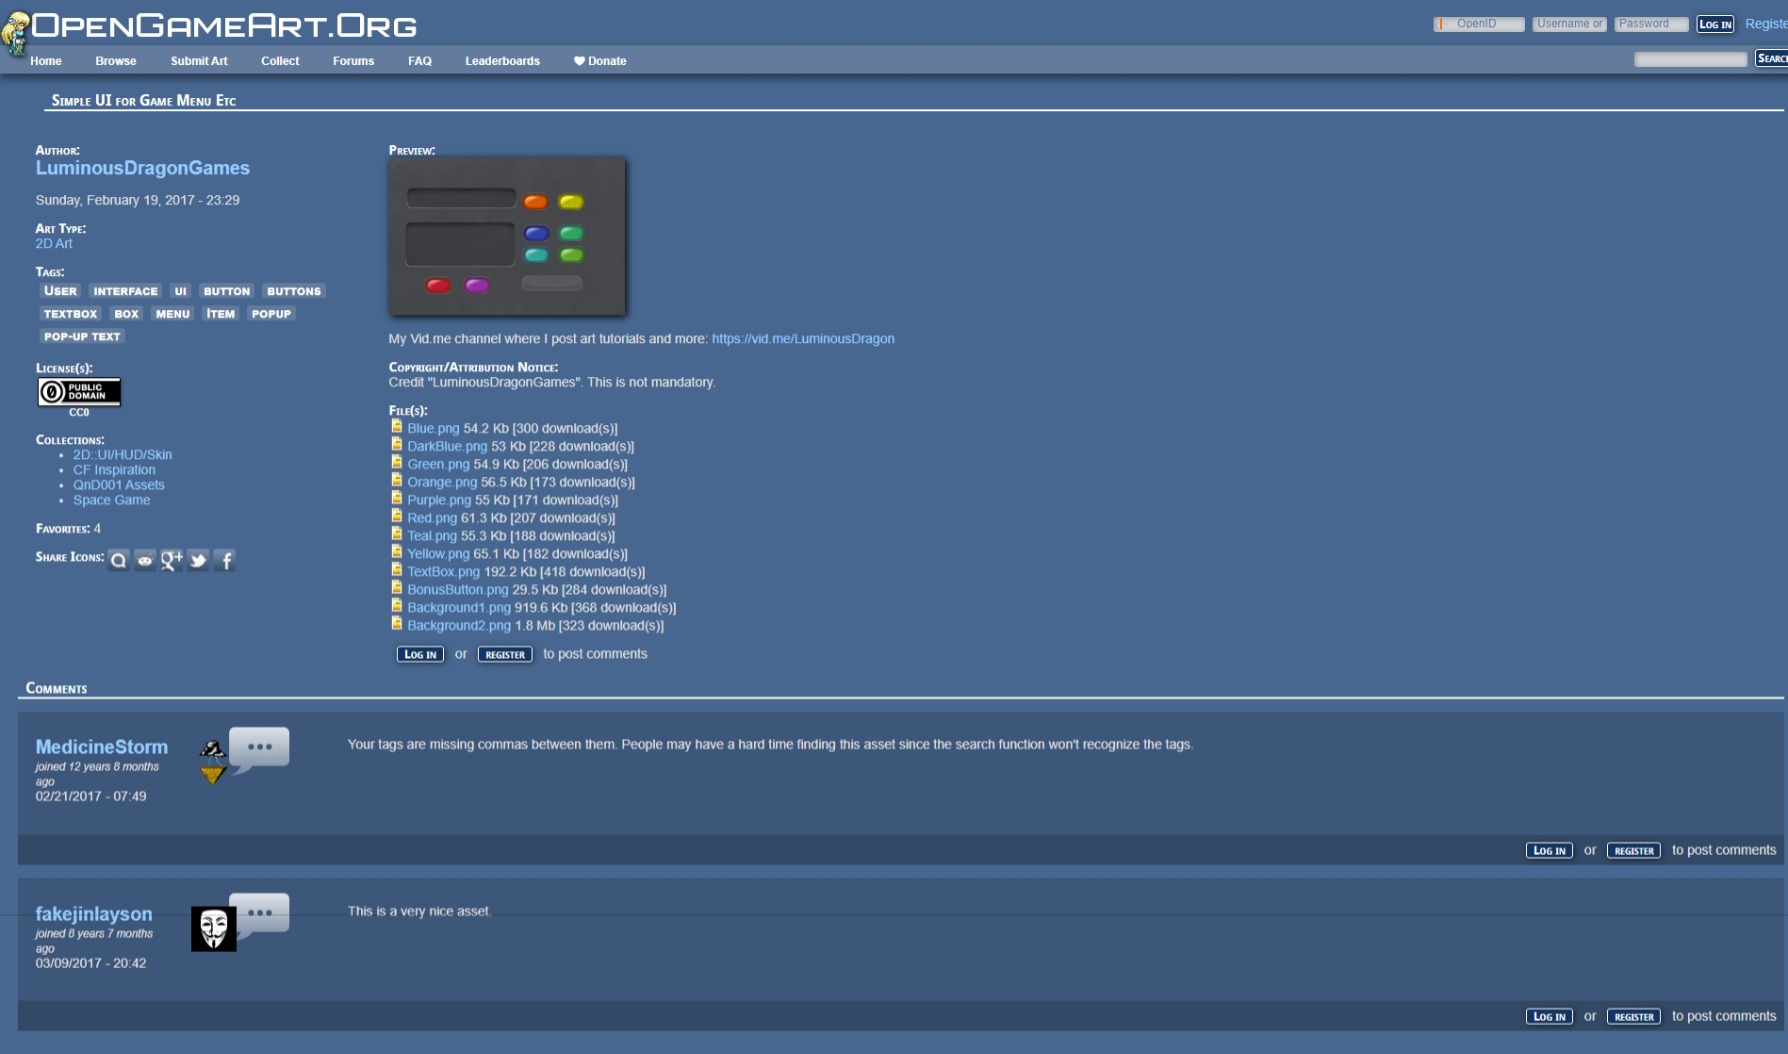 OpenGameArt.Org
OpenID
Username or
Password
Log in
Registe
Home
Browse
Submit Art
Collect
Forums
FAQ
Leaderboards
Donate
Searc
Simple UI for Game Menu Etc
Author:
LuminousDragonGames
Sunday, February 19, 2017 - 23:29
Art Type:
2D Art
Tags:
User interface ui button buttons
textbox box menu Item popup
pop-up text
License(s):
PUBLIC
DOMAIN
CC0
Collections:
2D::UI/HUD/Skin
CF Inspiration
QnD001 Assets
Space Game
Favorites: 4
Share Icons:
Preview:
My Vid.me channel where I post art tutorials and more: https://vid.me/LuminousDragon
Copyright/Attribution Notice:
Credit "LuminousDragonGames". This is not mandatory.
File(s):
Blue.png 54.2 Kb [300 download(s)]
DarkBlue.png 53 Kb [228 download(s)]
Green.png 54.9 Kb [206 download(s)]
Orange.png 56.5 Kb [173 download(s)]
Purple.png 55 Kb [171 download(s)]
Red.png 61.3 Kb [207 download(s)]
Teal.png 55.3 Kb [188 download(s)]
Yellow.png 65.1 Kb [182 download(s)]
TextBox.png 192.2 Kb [418 download(s)]
BonusButton.png 29.5 Kb [284 download(s)]
Background1.png 919.6 Kb [368 download(s)]
Background2.png 1.8 Mb [323 download(s)]
Log in or register to post comments
Comments
MedicineStorm
joined 12 years 8 months
ago
02/21/2017 - 07:49
Your tags are missing commas between them. People may have a hard time finding this asset since the search function won't recognize the tags.
Log in or register to post comments
fakejinlayson
joined 8 years 7 months
ago
03/09/2017 - 20:42
This is a very nice asset.
Log in or register to post comments